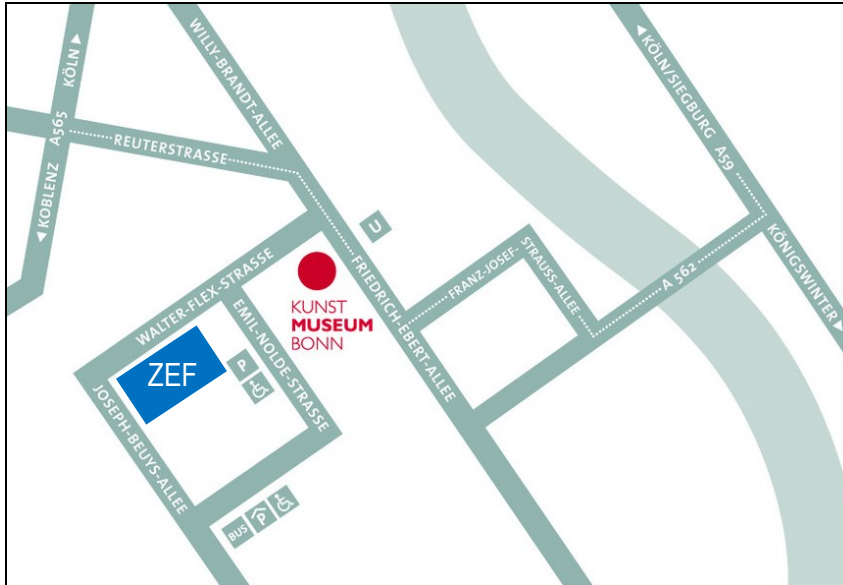 KÖLN
A565
KOBLENZ
WILLY-BRANDT-ALLEE
KÖLN/SIEGBURG A59
REUTERSTRASSE
U
WALTER-FLEX-STRASSE
FRIEDRICH-EBERT-ALLEE
FRANZ-JOSEF-
STRAUSS-ALLEE
A 562
KÖNIGSWINTER
KUNST
MUSEUM
BONN
EMIL-NOLDE-STRASSE
ZEF
P
JOSEPH-BEUYS-ALLEE
BUS P